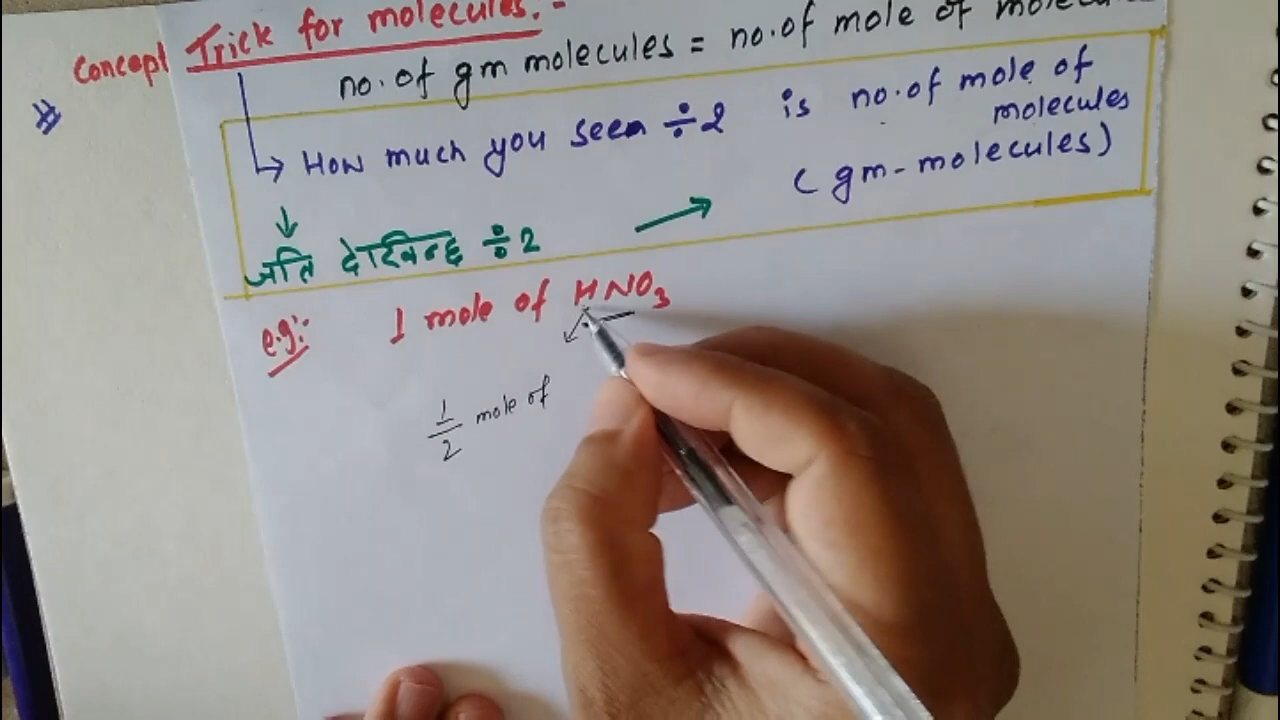 Concept
Trick for molecules:-
no. of gm molecules = no. of mole of
How much you seen ÷2 is no. of mole of
molecules
(gm-molecules)
जति देखिन्छ ÷2
e.g:- 1 mole of HNO3
1/2 mole of